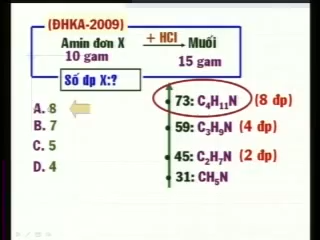 (ĐHKA-2009)
Amin đơn X + HCl Muối
10 gam 15 gam
Số đp X:?
A. 8
B. 7
C. 5
D. 4
73: C₄H₁₁N (8 đp)
59: C₃H₉N (4 đp)
45: C₂H₇N (2 đp)
31: CH₅N